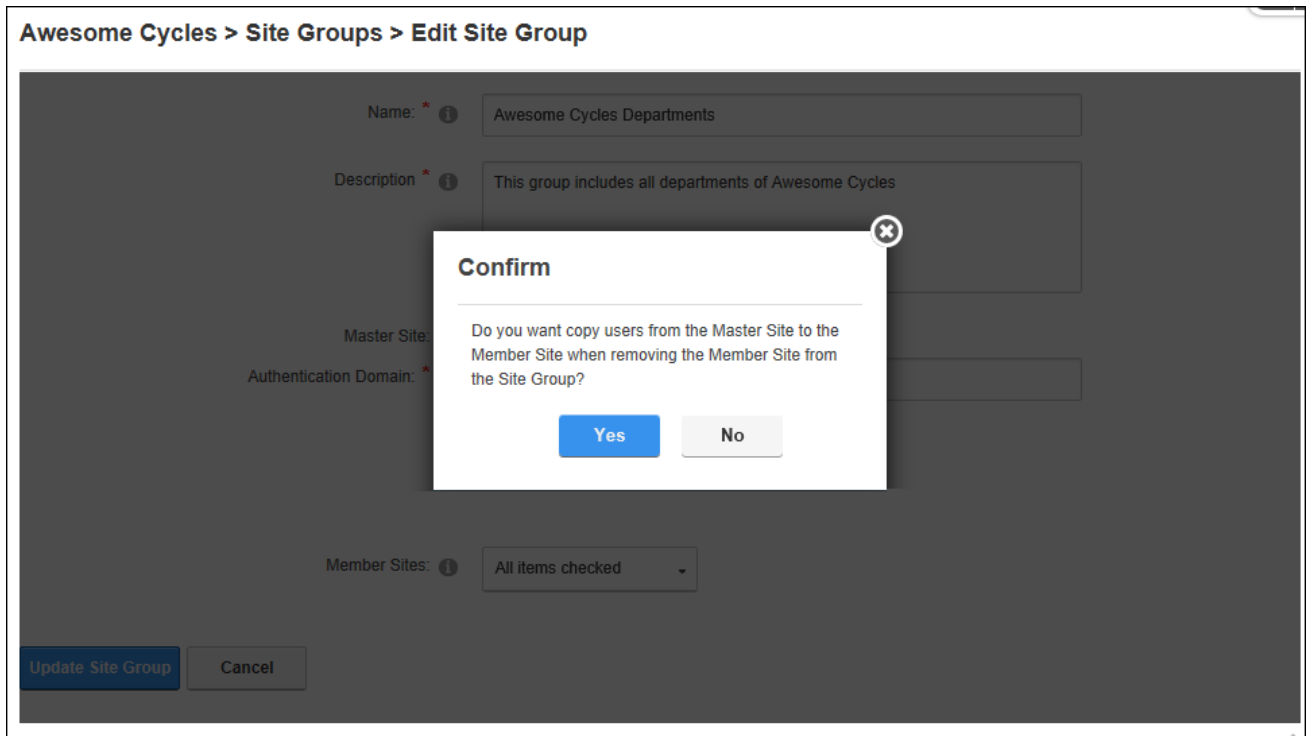 Awesome Cycles > Site Groups > Edit Site Group
Name: *
Awesome Cycles Departments
Description *
This group includes all departments of Awesome Cycles
Confirm
Do you want copy users from the Master Site to the
Member Site when removing the Member Site from
the Site Group?
Yes No
Master Site:
Authentication Domain: *
Member Sites:
All items checked
Update Site Group Cancel